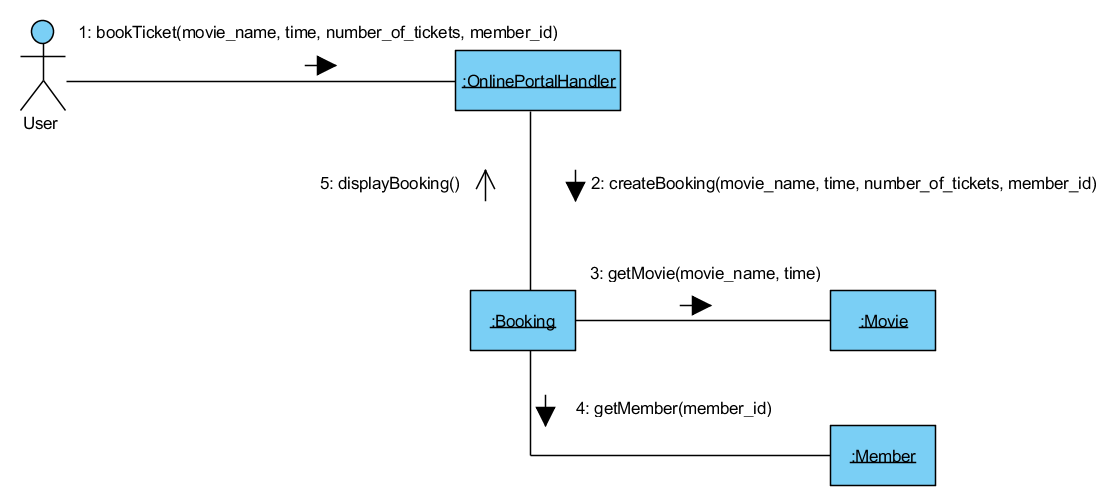 1: bookTicket(movie_name, time, number_of_tickets, member_id)
:OnlinePortalHandler
User
5: displayBooking()
2: createBooking(movie_name, time, number_of_tickets, member_id)
3: getMovie(movie_name, time)
:Booking
:Movie
4: getMember(member_id)
:Member